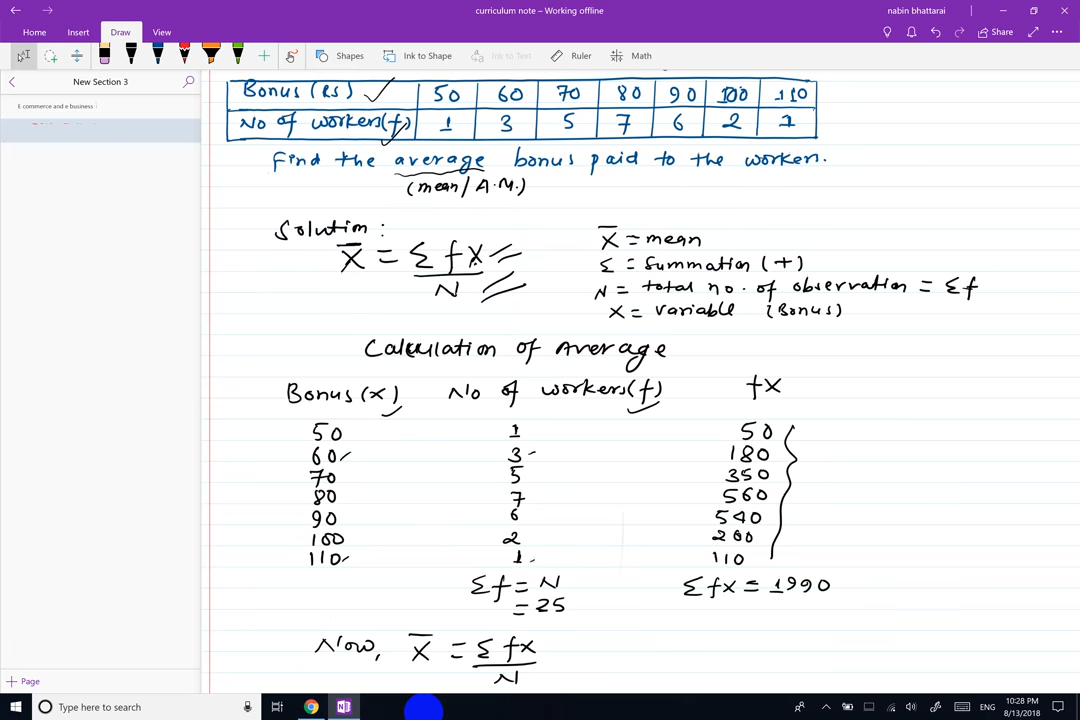 curriculum note – Working offline
nabin bhattarai
Home Insert Draw View
Share
Shapes Ink to Shape Ink to Text Ruler Math
New Section 3
E commerce and e business
Bonus (Rs) 50 60 70 80 90 100 110
No of workers(f) 1 3 5 7 6 2 1
Find the average bonus paid to the worker.
(mean/A.M.)
Solution:
X̅ = Σ fX
N
X̅ = mean
Σ = Summation (+)
N = total no. of observation = Σf
X = variable (Bonus)
Calculation of Average
Bonus (x) No of workers(f) fX
50 1 50
60 3 180
70 5 350
80 7 560
90 6 540
100 2 200
110 1 110
Σf = N Σ fx = 1990
= 25
Now, X̅ = Σ fx
N
Page
Type here to search
ENG
10:28 PM
8/13/2018